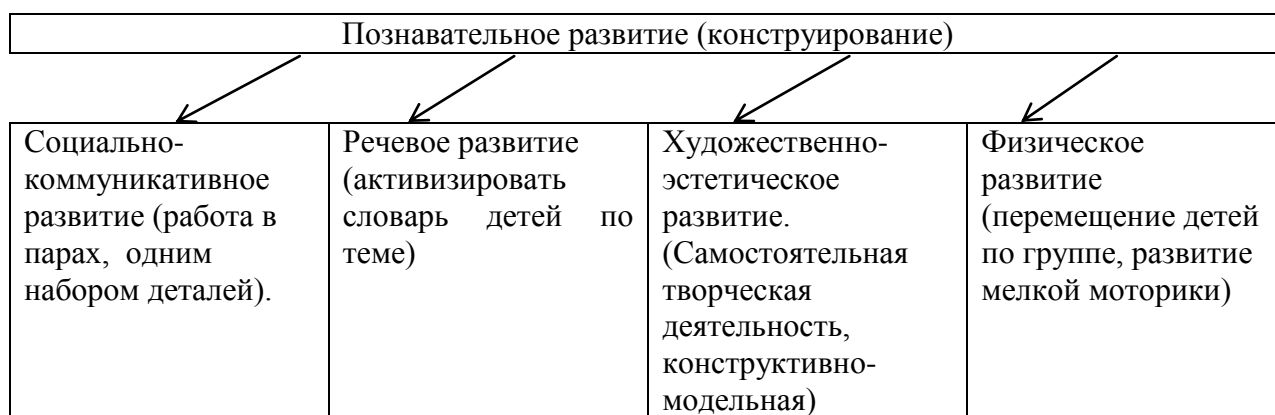 Познавательное развитие (конструирование)
Социально-
коммуникативное
развитие (работа в
парах, одним
набором деталей).
Речевое развитие
(активизировать
словарь детей по
теме)
Художественно-
эстетическое
развитие.
(Самостоятельная
творческая
деятельность,
конструктивно-
модельная)
Физическое
развитие
(перемещение детей
по группе, развитие
мелкой моторики)